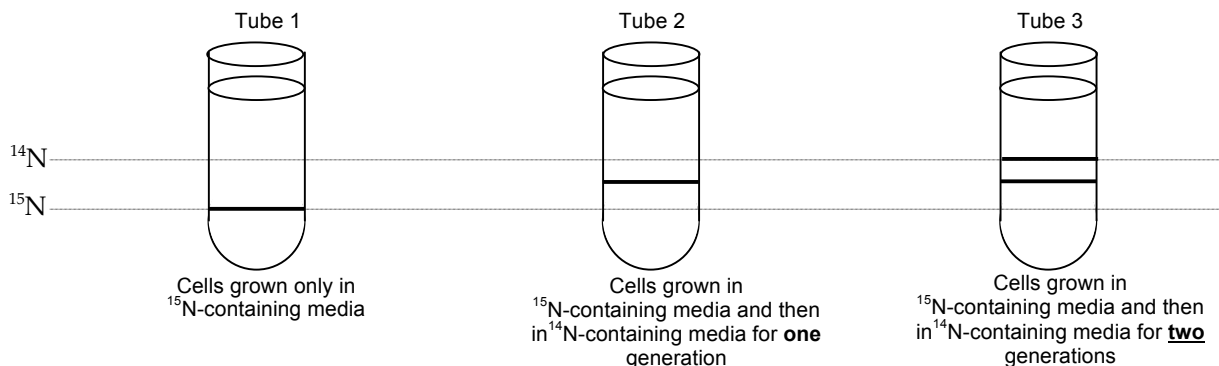 Tube 1
Tube 2
Tube 3
¹⁴N
¹⁵N
Cells grown only in
¹⁵N-containing media
Cells grown in
¹⁵N-containing media and then
in¹⁴N-containing media for one
generation
Cells grown in
¹⁵N-containing media and then
in¹⁴N-containing media for two
generations